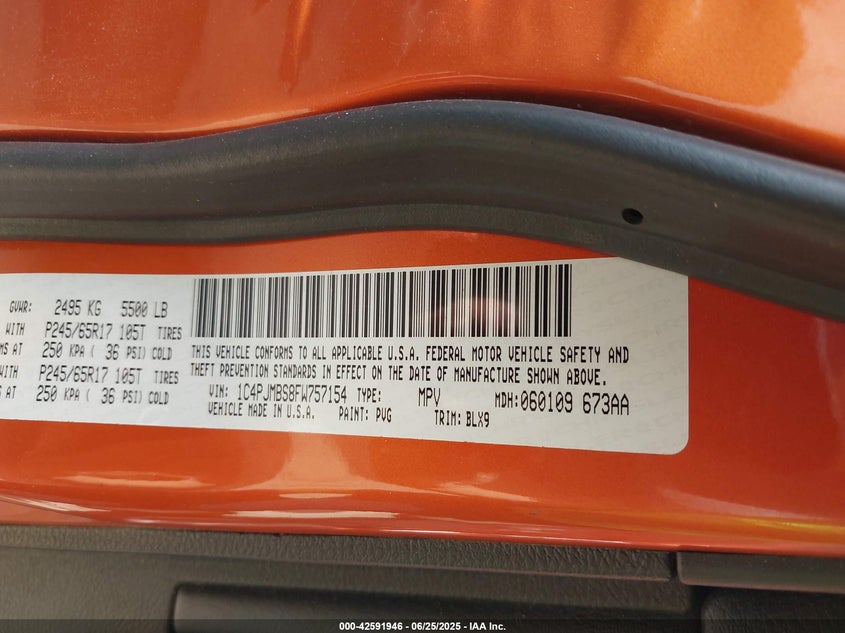 GVWR: 2495 KG 5500 LB
WITH P245/65R17 105T TIRES
MS AT 250 KPA ( 36 PSI) COLD
WITH P245/65R17 105T TIRES
MS AT 250 KPA ( 36 PSI) COLD
THIS VEHICLE CONFORMS TO ALL APPLICABLE U.S.A. FEDERAL MOTOR VEHICLE SAFETY AND
THEFT PREVENTION STANDARDS IN EFFECT ON THE DATE OF MANUFACTURE SHOWN ABOVE.
VIN: 1C4PJMBS8FW757154 TYPE: MPV MDH:060109 673AA
VEHICLE MADE IN U.S.A. PAINT: PVG TRIM: BLX9
000-42591946 - 06/25/2025 - IAA Inc.